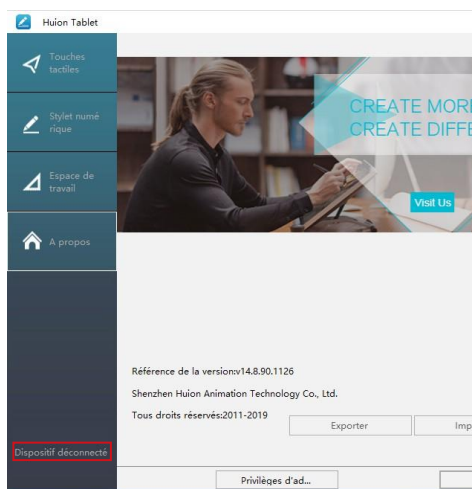 Huion Tablet
Touches
tactiles
Stylet numé
rique
Espace de
travail
A propos
CREATE MORE
CREATE DIFFE
Visit Us
Référence de la version:v14.8.90.1126
Shenzhen Huion Animation Technology Co., Ltd.
Tous droits réservés:2011-2019
Exporter
Imp
Dispositif déconnecté
Privilèges d'ad...